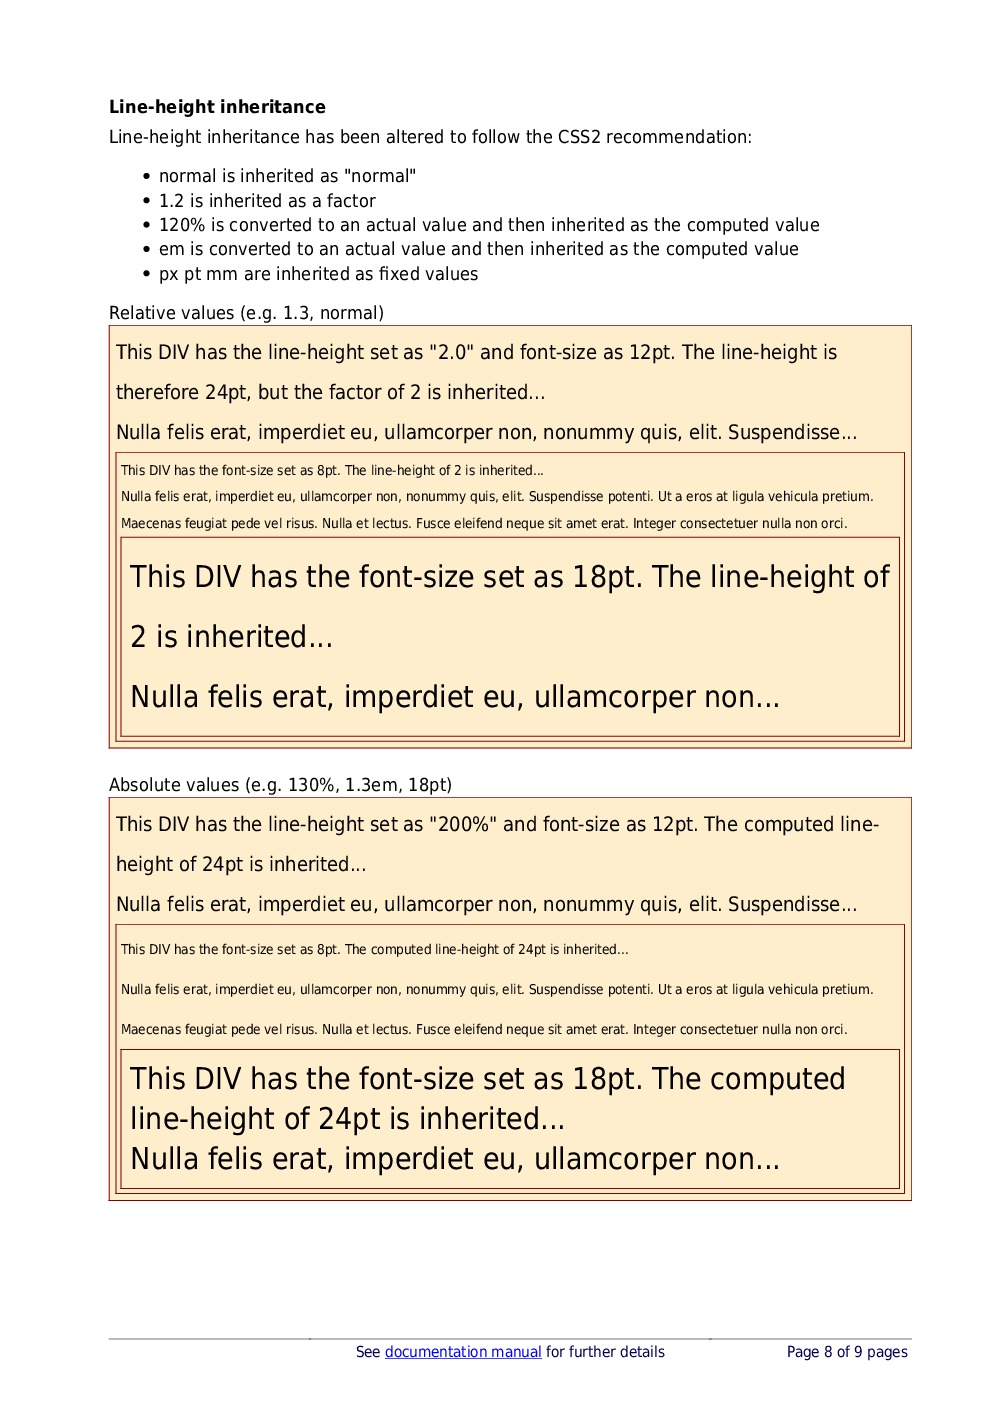 Line-height inheritance
Line-height inheritance has been altered to follow the CSS2 recommendation:
• normal is inherited as "normal"
• 1.2 is inherited as a factor
• 120% is converted to an actual value and then inherited as the computed value
• em is converted to an actual value and then inherited as the computed value
• px pt mm are inherited as fixed values
Relative values (e.g. 1.3, normal)
This DIV has the line-height set as "2.0" and font-size as 12pt. The line-height is
therefore 24pt, but the factor of 2 is inherited...
Nulla felis erat, imperdiet eu, ullamcorper non, nonummy quis, elit. Suspendisse...
This DIV has the font-size set as 8pt. The line-height of 2 is inherited...
Nulla felis erat, imperdiet eu, ullamcorper non, nonummy quis, elit. Suspendisse potenti. Ut a eros at ligula vehicula pretium.
Maecenas feugiat pede vel risus. Nulla et lectus. Fusce eleifend neque sit amet erat. Integer consectetuer nulla non orci.
This DIV has the font-size set as 18pt. The line-height of
2 is inherited...
Nulla felis erat, imperdiet eu, ullamcorper non...
Absolute values (e.g. 130%, 1.3em, 18pt)
This DIV has the line-height set as "200%" and font-size as 12pt. The computed line-
height of 24pt is inherited...
Nulla felis erat, imperdiet eu, ullamcorper non, nonummy quis, elit. Suspendisse...
This DIV has the font-size set as 8pt. The computed line-height of 24pt is inherited...
Nulla felis erat, imperdiet eu, ullamcorper non, nonummy quis, elit. Suspendisse potenti. Ut a eros at ligula vehicula pretium.
Maecenas feugiat pede vel risus. Nulla et lectus. Fusce eleifend neque sit amet erat. Integer consectetuer nulla non orci.
This DIV has the font-size set as 18pt. The computed
line-height of 24pt is inherited...
Nulla felis erat, imperdiet eu, ullamcorper non...
See documentation manual for further details Page 8 of 9 pages